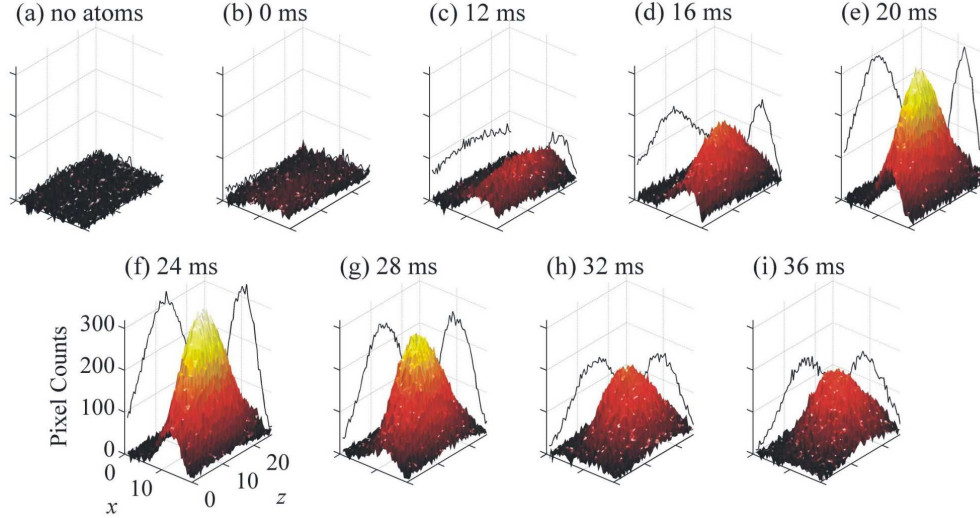 (a) no atoms
(b) 0 ms
(c) 12 ms
(d) 16 ms
(e) 20 ms
(f) 24 ms
(g) 28 ms
(h) 32 ms
(i) 36 ms
Pixel Counts
300
200
100
0
0
10
x
0
10
20
z